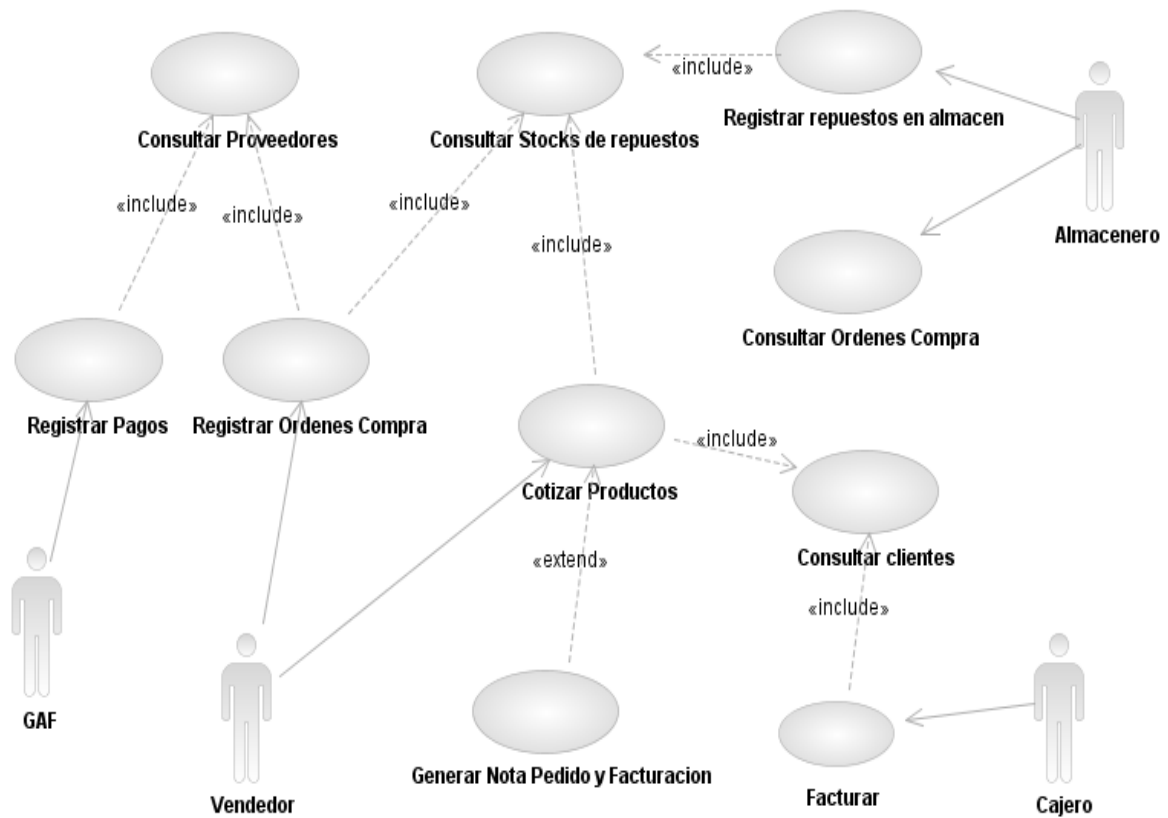 «include»
Registrar repuestos en almacen
Consultar Proveedores
Consultar Stocks de repuestos
«include»
«include»
«include»
«include»
Almacenero
Consultar Ordenes Compra
Registrar Pagos
Registrar Ordenes Compra
«include»
Cotizar Productos
Consultar clientes
«extend»
«include»
GAF
Generar Nota Pedido y Facturacion
Vendedor
Facturar
Cajero